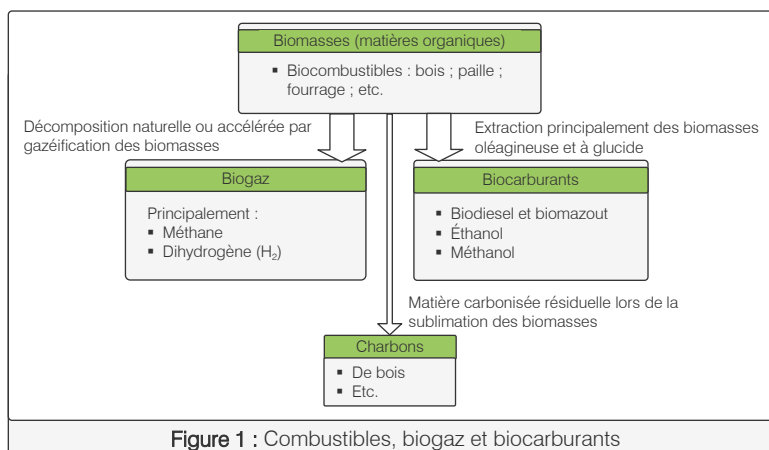 Biomasses (matières organiques)
▪ Biocombustibles : bois ; paille ;
fourrage ; etc.
Décomposition naturelle ou accélérée par
gazéification des biomasses
Extraction principalement des biomasses
oléagineuse et à glucide
Biogaz
Principalement :
▪ Méthane
▪ Dihydrogène (H₂)
Biocarburants
▪ Biodiesel et biomazout
▪ Éthanol
▪ Méthanol
Matière carbonisée résiduelle lors de la
sublimation des biomasses
Charbons
▪ De bois
▪ Etc.
Figure 1 : Combustibles, biogaz et biocarburants